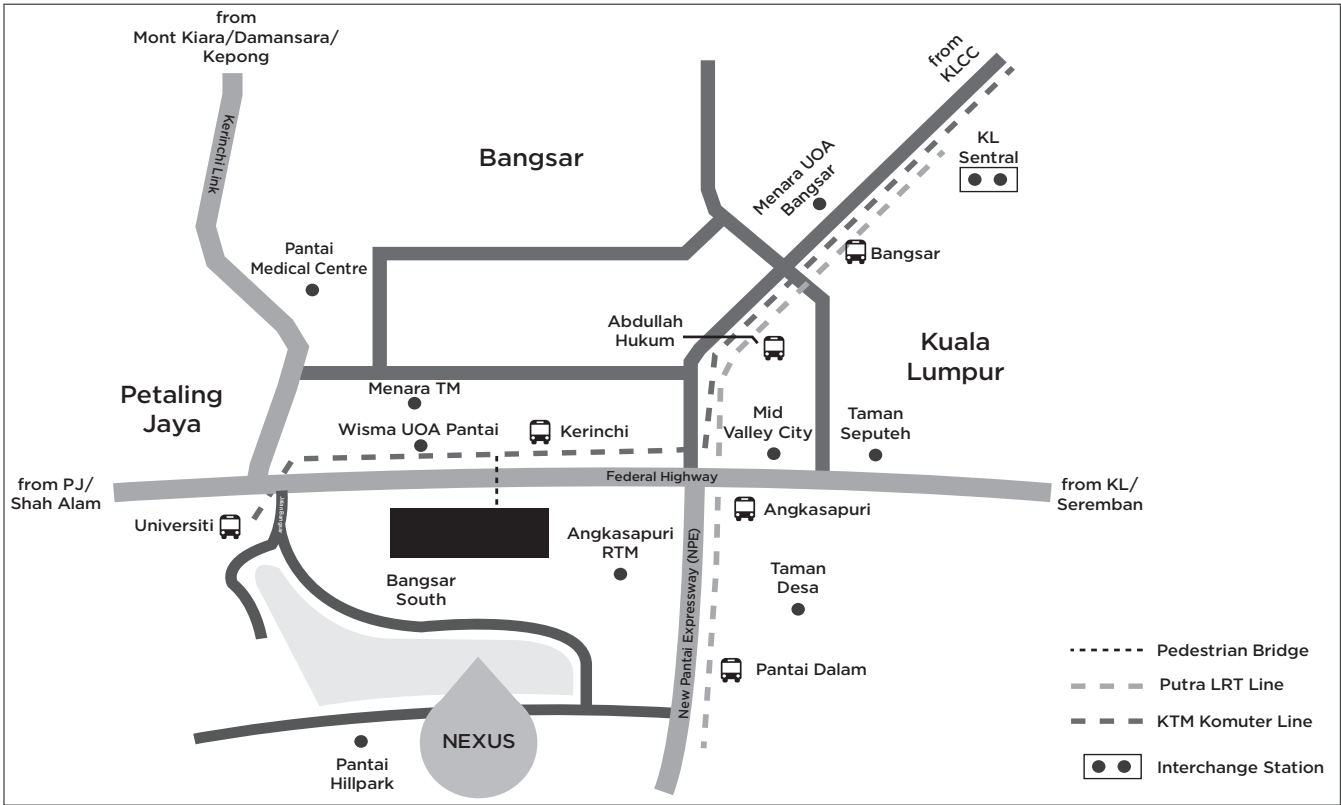 from
Mont Kiara/Damansara/
Kepong
from
KLCC
Kerinchi Link
Bangsar
Menara UOA
Bangsar
KL
Sentral
Pantai
Medical Centre
Bangsar
Abdullah
Hukum
Kuala
Lumpur
Petaling
Jaya
Menara TM
Wisma UOA Pantai
Kerinchi
Mid
Valley City
Taman
Seputeh
from PJ/
Shah Alam
Federal Highway
from KL/
Seremban
Universiti
Jalan Bangsar
Angkasapuri
RTM
Angkasapuri
Bangsar
South
New Pantai Expressway (NPE)
Taman
Desa
Pantai Dalam
NEXUS
Pantai
Hillpark
Pedestrian Bridge
Putra LRT Line
KTM Komuter Line
Interchange Station